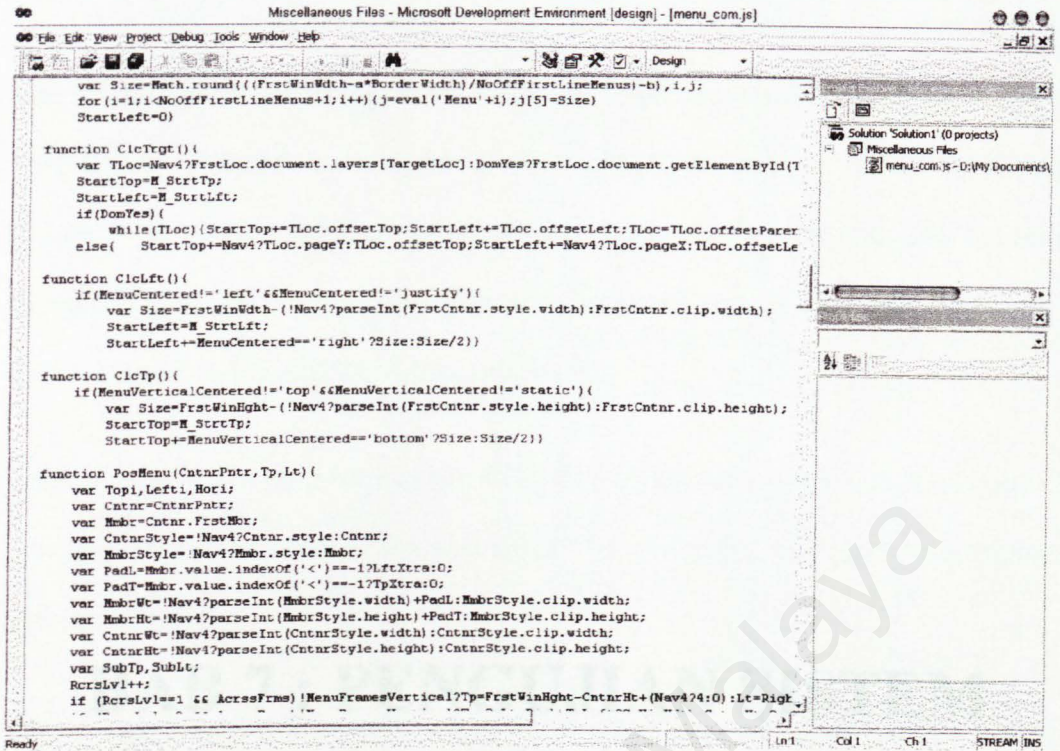 Miscellaneous Files - Microsoft Development Environment [design] - [menu_com.js]
File Edit View Project Debug Tools Window Help
Design
var Size=Math.round(((FrstWinWdth-a*BorderWidth)/NoOffFirstLineMenus)-b),i,j;
for(i=1;i<NoOffFirstLineMenus+1;i++){j=eval('Menu'+i);j[5]=Size}
StartLeft=0}
function ClcTrgt(){
var TLoc=Nav4?FrstLoc.document.layers[TargetLoc]:DomYes?FrstLoc.document.getElementById(T
StartTop=M_StrtTp;
StartLeft=M_StrtLft;
if(DomYes){
while(TLoc){StartTop+=TLoc.offsetTop;StartLeft+=TLoc.offsetLeft;TLoc=TLoc.offsetParer
else{ StartTop+=Nav4?TLoc.pageY:TLoc.offsetTop;StartLeft+=Nav4?TLoc.pageX:TLoc.offsetLe
function ClcLft(){
if(MenuCentered!='left'&&MenuCentered!='justify'){
var Size=FrstWinWdth-(!Nav4?parseInt(FrstCntnr.style.width):FrstCntnr.clip.width);
StartLeft=M_StrtLft;
StartLeft+=MenuCentered=='right'?Size:Size/2}}
function ClcTp(){
if(MenuVerticalCentered!='top'&&MenuVerticalCentered!='static'){
var Size=FrstWinHght-(!Nav4?parseInt(FrstCntnr.style.height):FrstCntnr.clip.height);
StartTop=M_StrtTp;
StartTop+=MenuVerticalCentered=='bottom'?Size:Size/2}}
function PosMenu(CntnrPntr,Tp,Lt){
var Topi,Lefti,Hori;
var Cntnr=CntnrPntr;
var Mmbr=Cntnr.FrstMbr;
var CntnrStyle=!Nav4?Cntnr.style:Cntnr;
var MmbrStyle=!Nav4?Mmbr.style:Mmbr;
var PadL=Mmbr.value.indexOf('<')==-1?LftXtra:0;
var PadT=Mmbr.value.indexOf('<')==-1?TpXtra:0;
var MmbrWt=!Nav4?parseInt(MmbrStyle.width)+PadL:MmbrStyle.clip.width;
var MmbrHt=!Nav4?parseInt(MmbrStyle.height)+PadT:MmbrStyle.clip.height;
var CntnrWt=!Nav4?parseInt(CntnrStyle.width):CntnrStyle.clip.width;
var CntnrHt=!Nav4?parseInt(CntnrStyle.height):CntnrStyle.clip.height;
var SubTp,SubLt;
RcrsLvl++;
if (RcrsLvl==1 && AcrssFrms)!MenuFramesVertical?Tp=FrstWinHght-CntnrHt+(Nav4?4:0):Lt=Righ
Solution 'Solution1' (0 projects)
Miscellaneous Files
menu_com.js - D:\My Documents\
Ready
Ln 1 Col 1 Ch 1 STREAM INS
Malaya